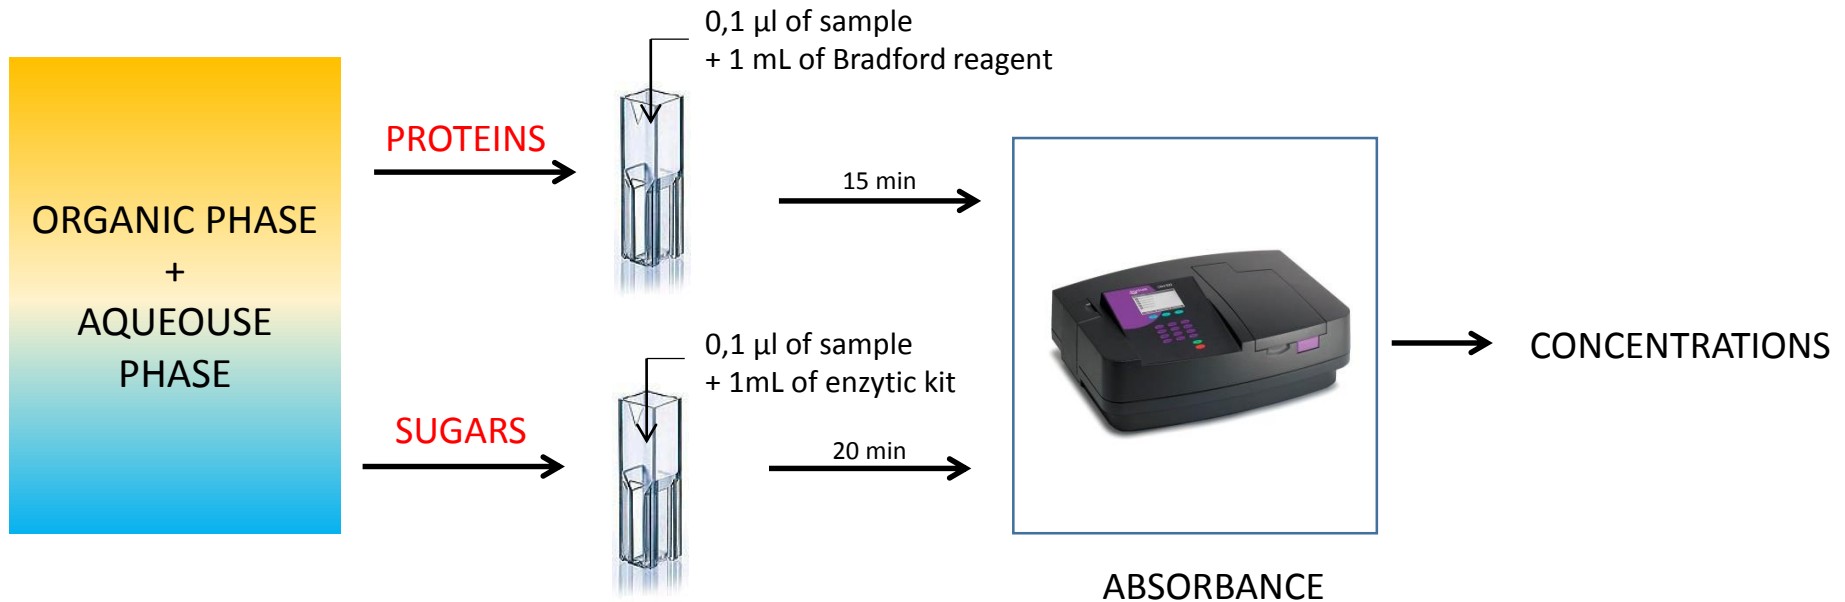 0,1 µl of sample
+ 1 mL of Bradford reagent
PROTEINS
15 min
ORGANIC PHASE
+
AQUEOUSE
PHASE
0,1 µl of sample
+ 1mL of enzytic kit
SUGARS
20 min
CONCENTRATIONS
ABSORBANCE